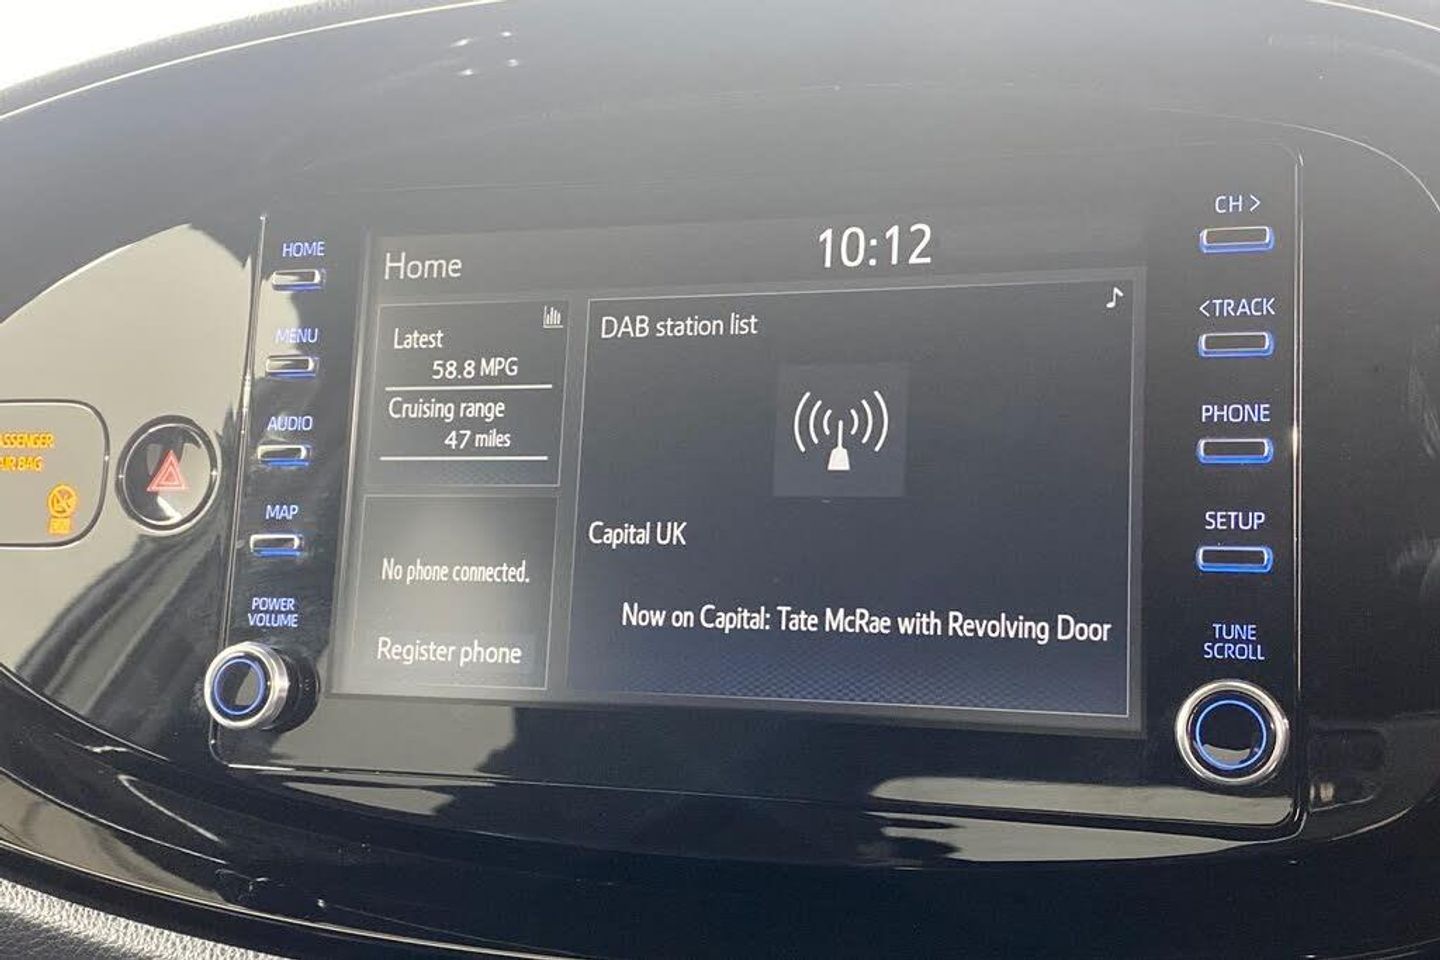 HOME
MENU
AUDIO
MAP
POWER
VOLUME
AIR BAG
Home
10:12
Latest
58.8 MPG
Cruising range
47 miles
No phone connected.
Register phone
DAB station list
Capital UK
Now on Capital: Tate McRae with Revolving Door
CH >
<TRACK
PHONE
SETUP
TUNE
SCROLL